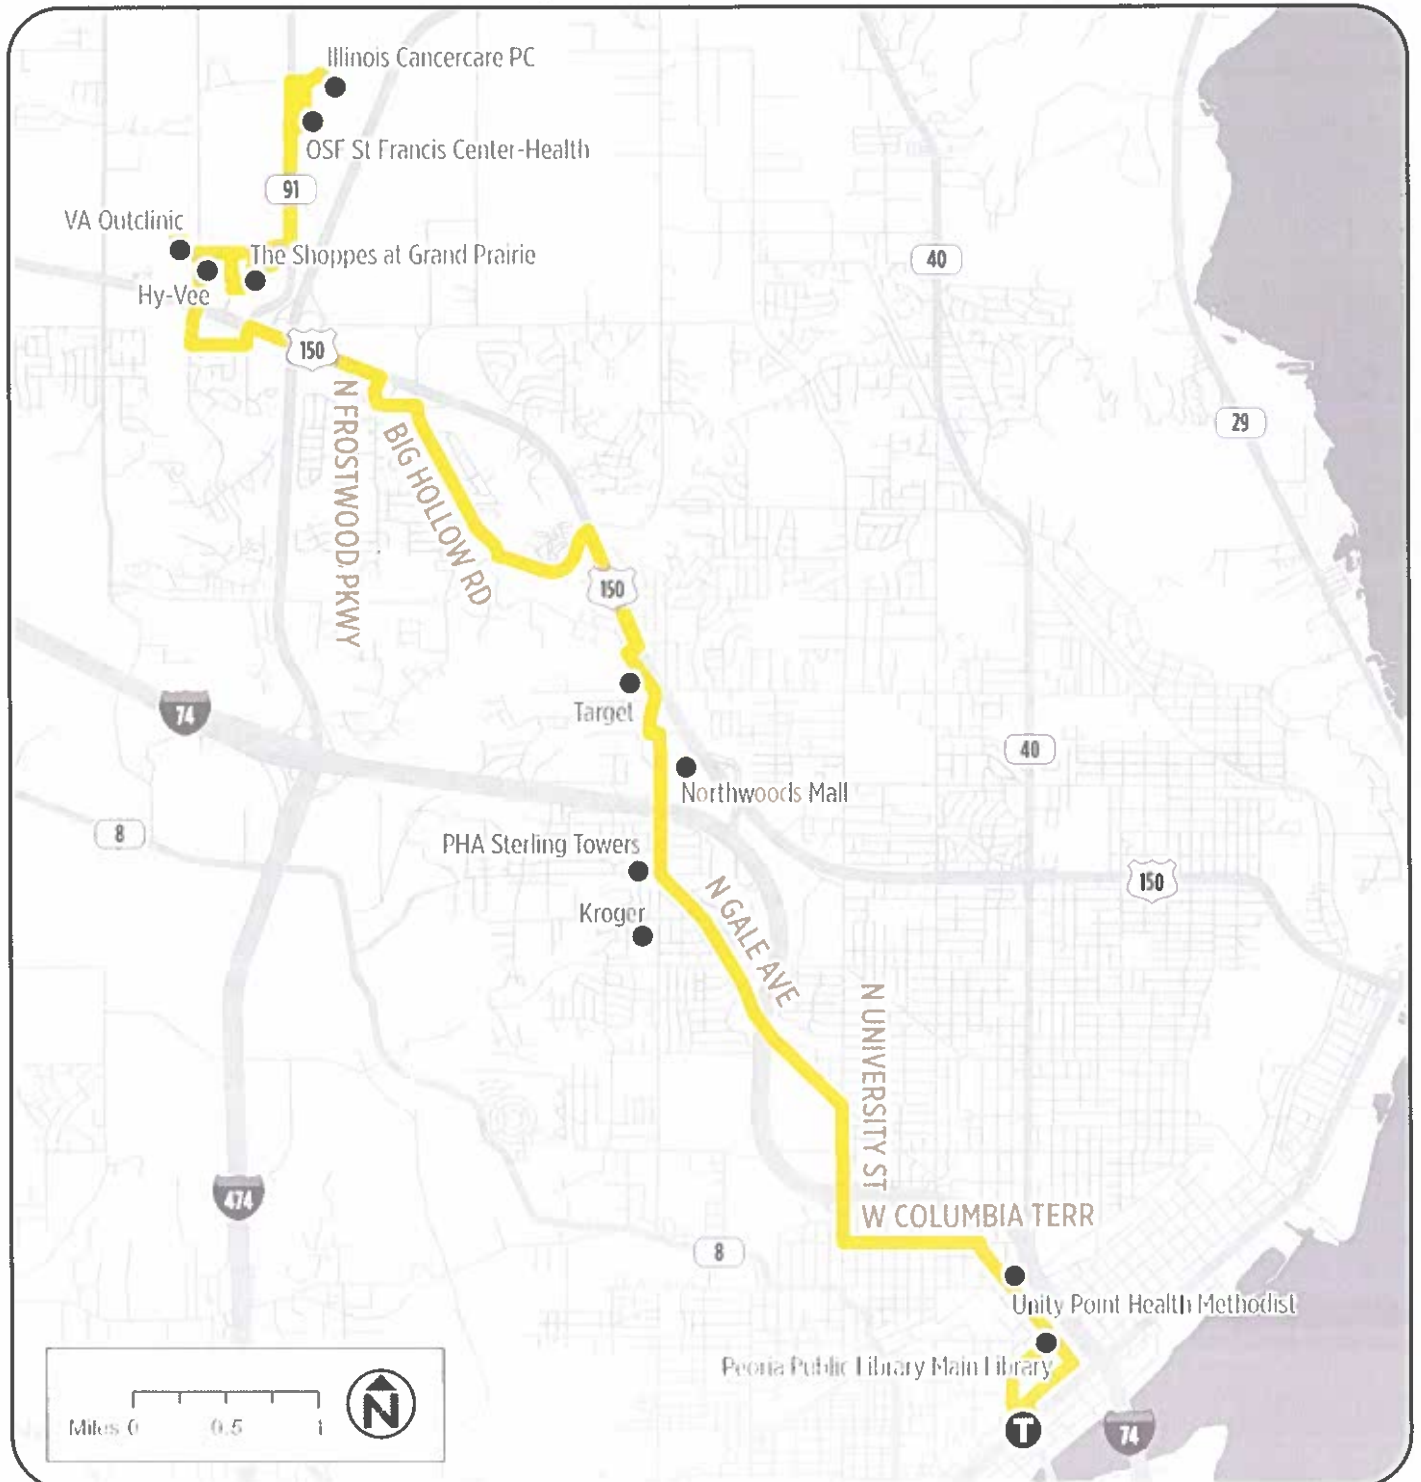 Illinois Cancercare PC
OSF St Francis Center-Health
91
VA Outclinic
The Shoppes at Grand Prairie
40
Hy-Vee
150
29
N FROSTWOOD PKWY
BIG HOLLOW RD
150
74
Target
40
Northwoods Mall
8
PHA Sterling Towers
150
N GALE AVE
Kroger
N UNIVERSITY ST
474
W COLUMBIA TERR
8
Unity Point Health Methodist
Peoria Public Library Main Library
Miles 0 0.5 1
N
T
74